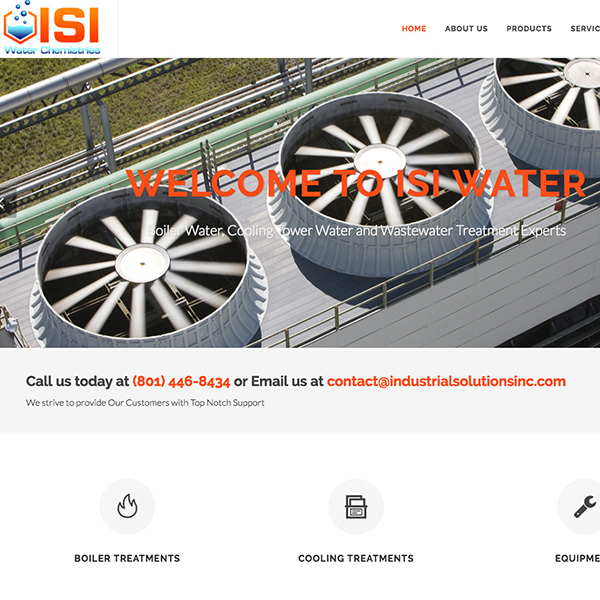 ISI
Water Chemistries
HOME ABOUT US PRODUCTS
WELCOME TO ISI WATER
Boiler Water, Cooling Tower Water and Wastewater Treatment Experts
Call us today at (801) 446-8434 or Email us at contact@industrialsolutionsinc.com
We strive to provide Our Customers with Top Notch Support
BOILER TREATMENTS COOLING TREATMENTS